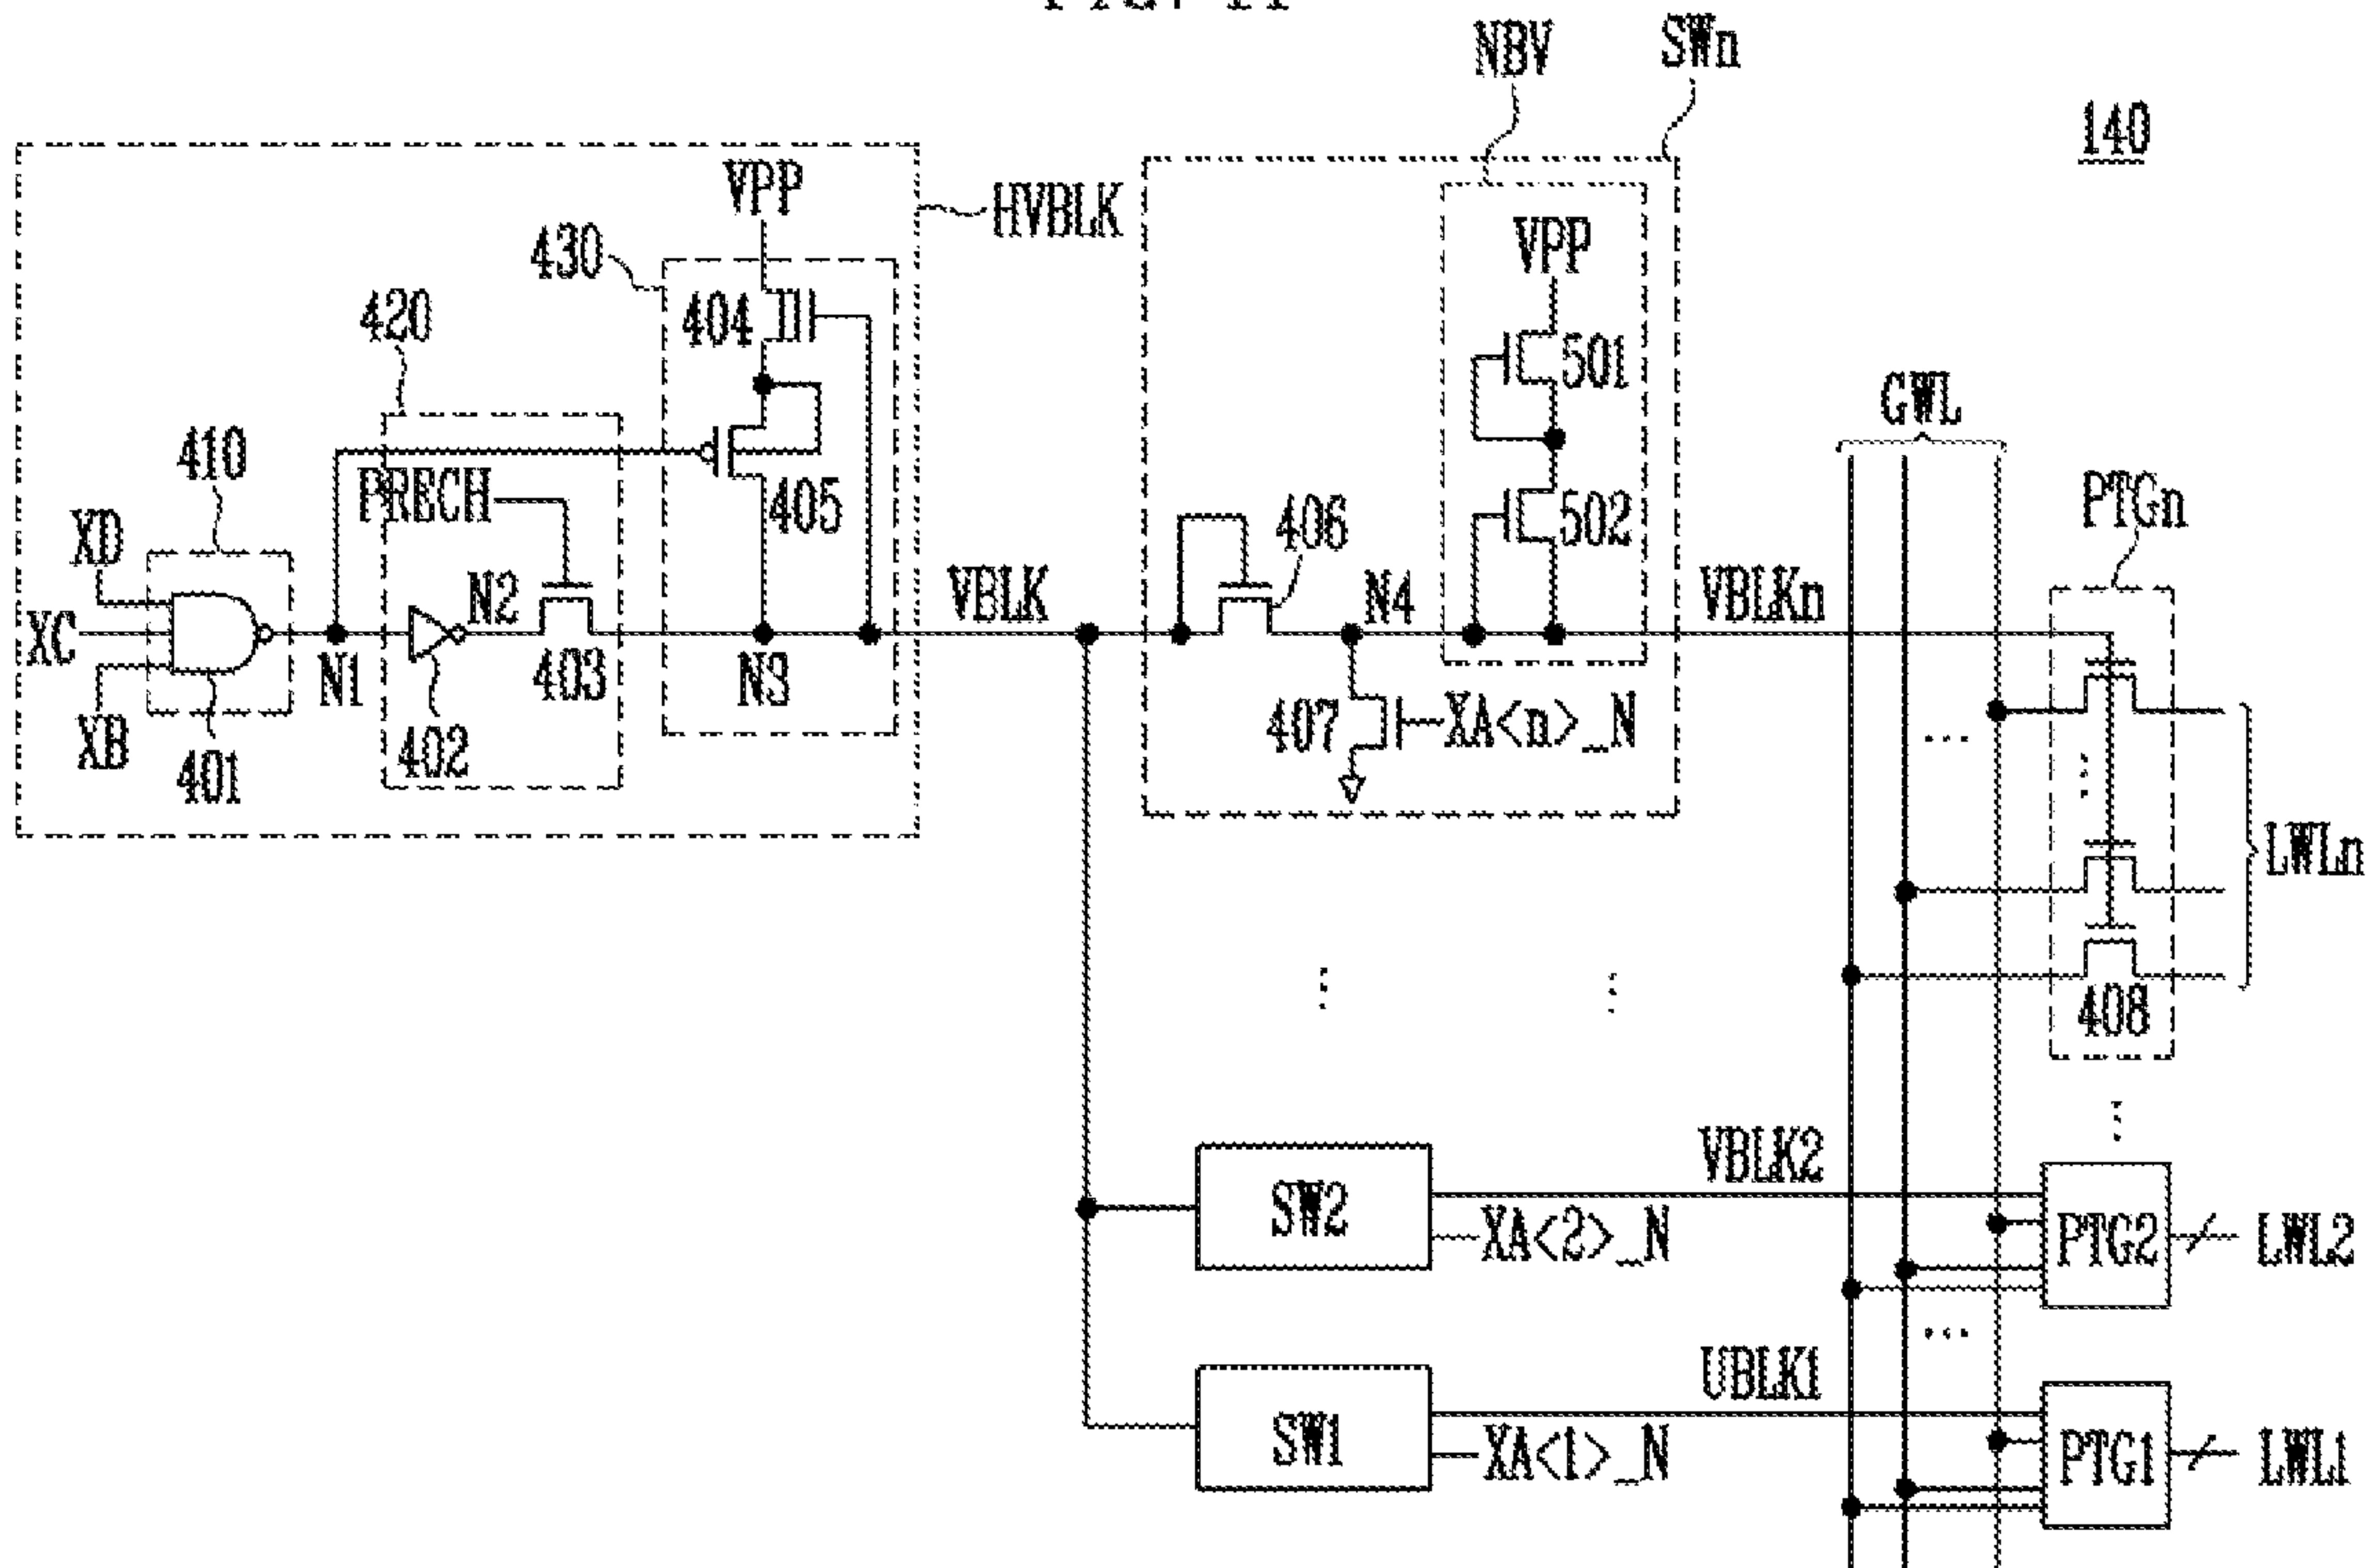 NBV
SWn
140
VPP
HVBLK
430
VPP
404
420
501
GWL
410
PRECH
405
406
502
PTGn
XD
N2
VBLK
N4
VBLKn
XC
N1
403
N3
407
XA<n>_N
XB
401
402
...
LWLn
408
VBLK2
SW2
XA<2>_N
PTG2
LWL2
...
UBLK1
SW1
XA<1>_N
PTG1
LWL1